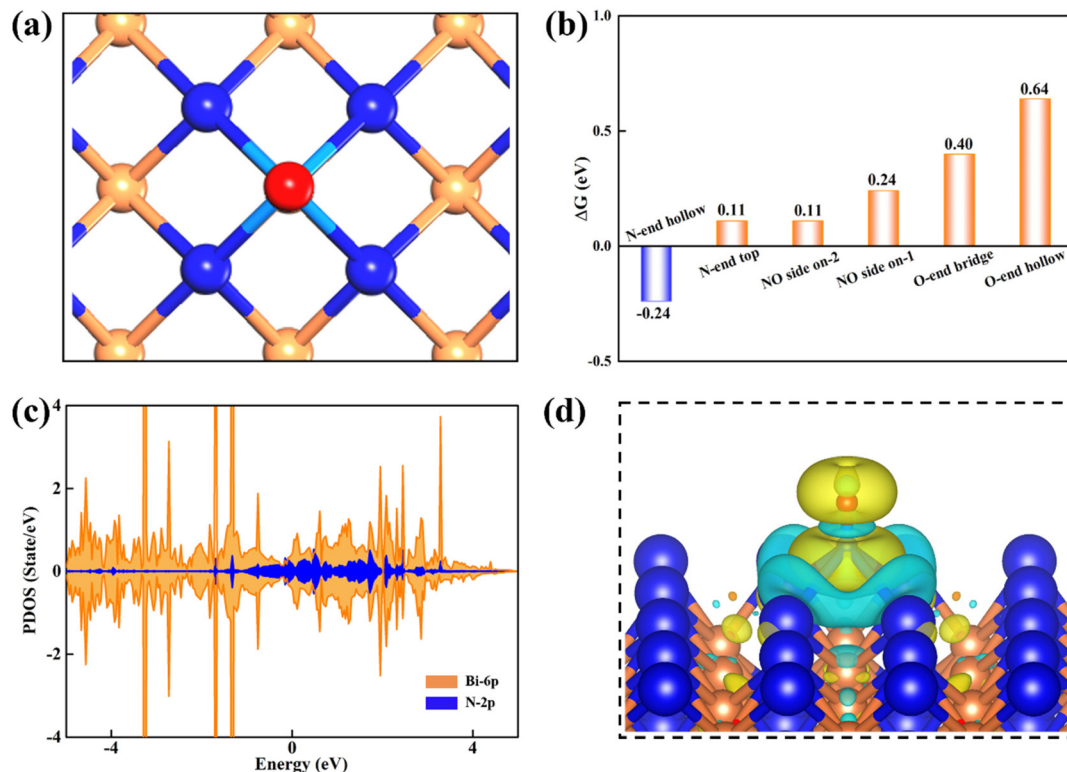 (a)
(b)
ΔG (eV)
1.0
0.5
0.0
-0.5
N-end hollow
-0.24
0.11
N-end top
0.11
NO side on-2
0.24
NO side on-1
0.40
O-end bridge
0.64
O-end hollow
(c)
PDOS (State/eV)
4
2
0
-2
-4
-4
0
4
Energy (eV)
Bi-6p
N-2p
(d)